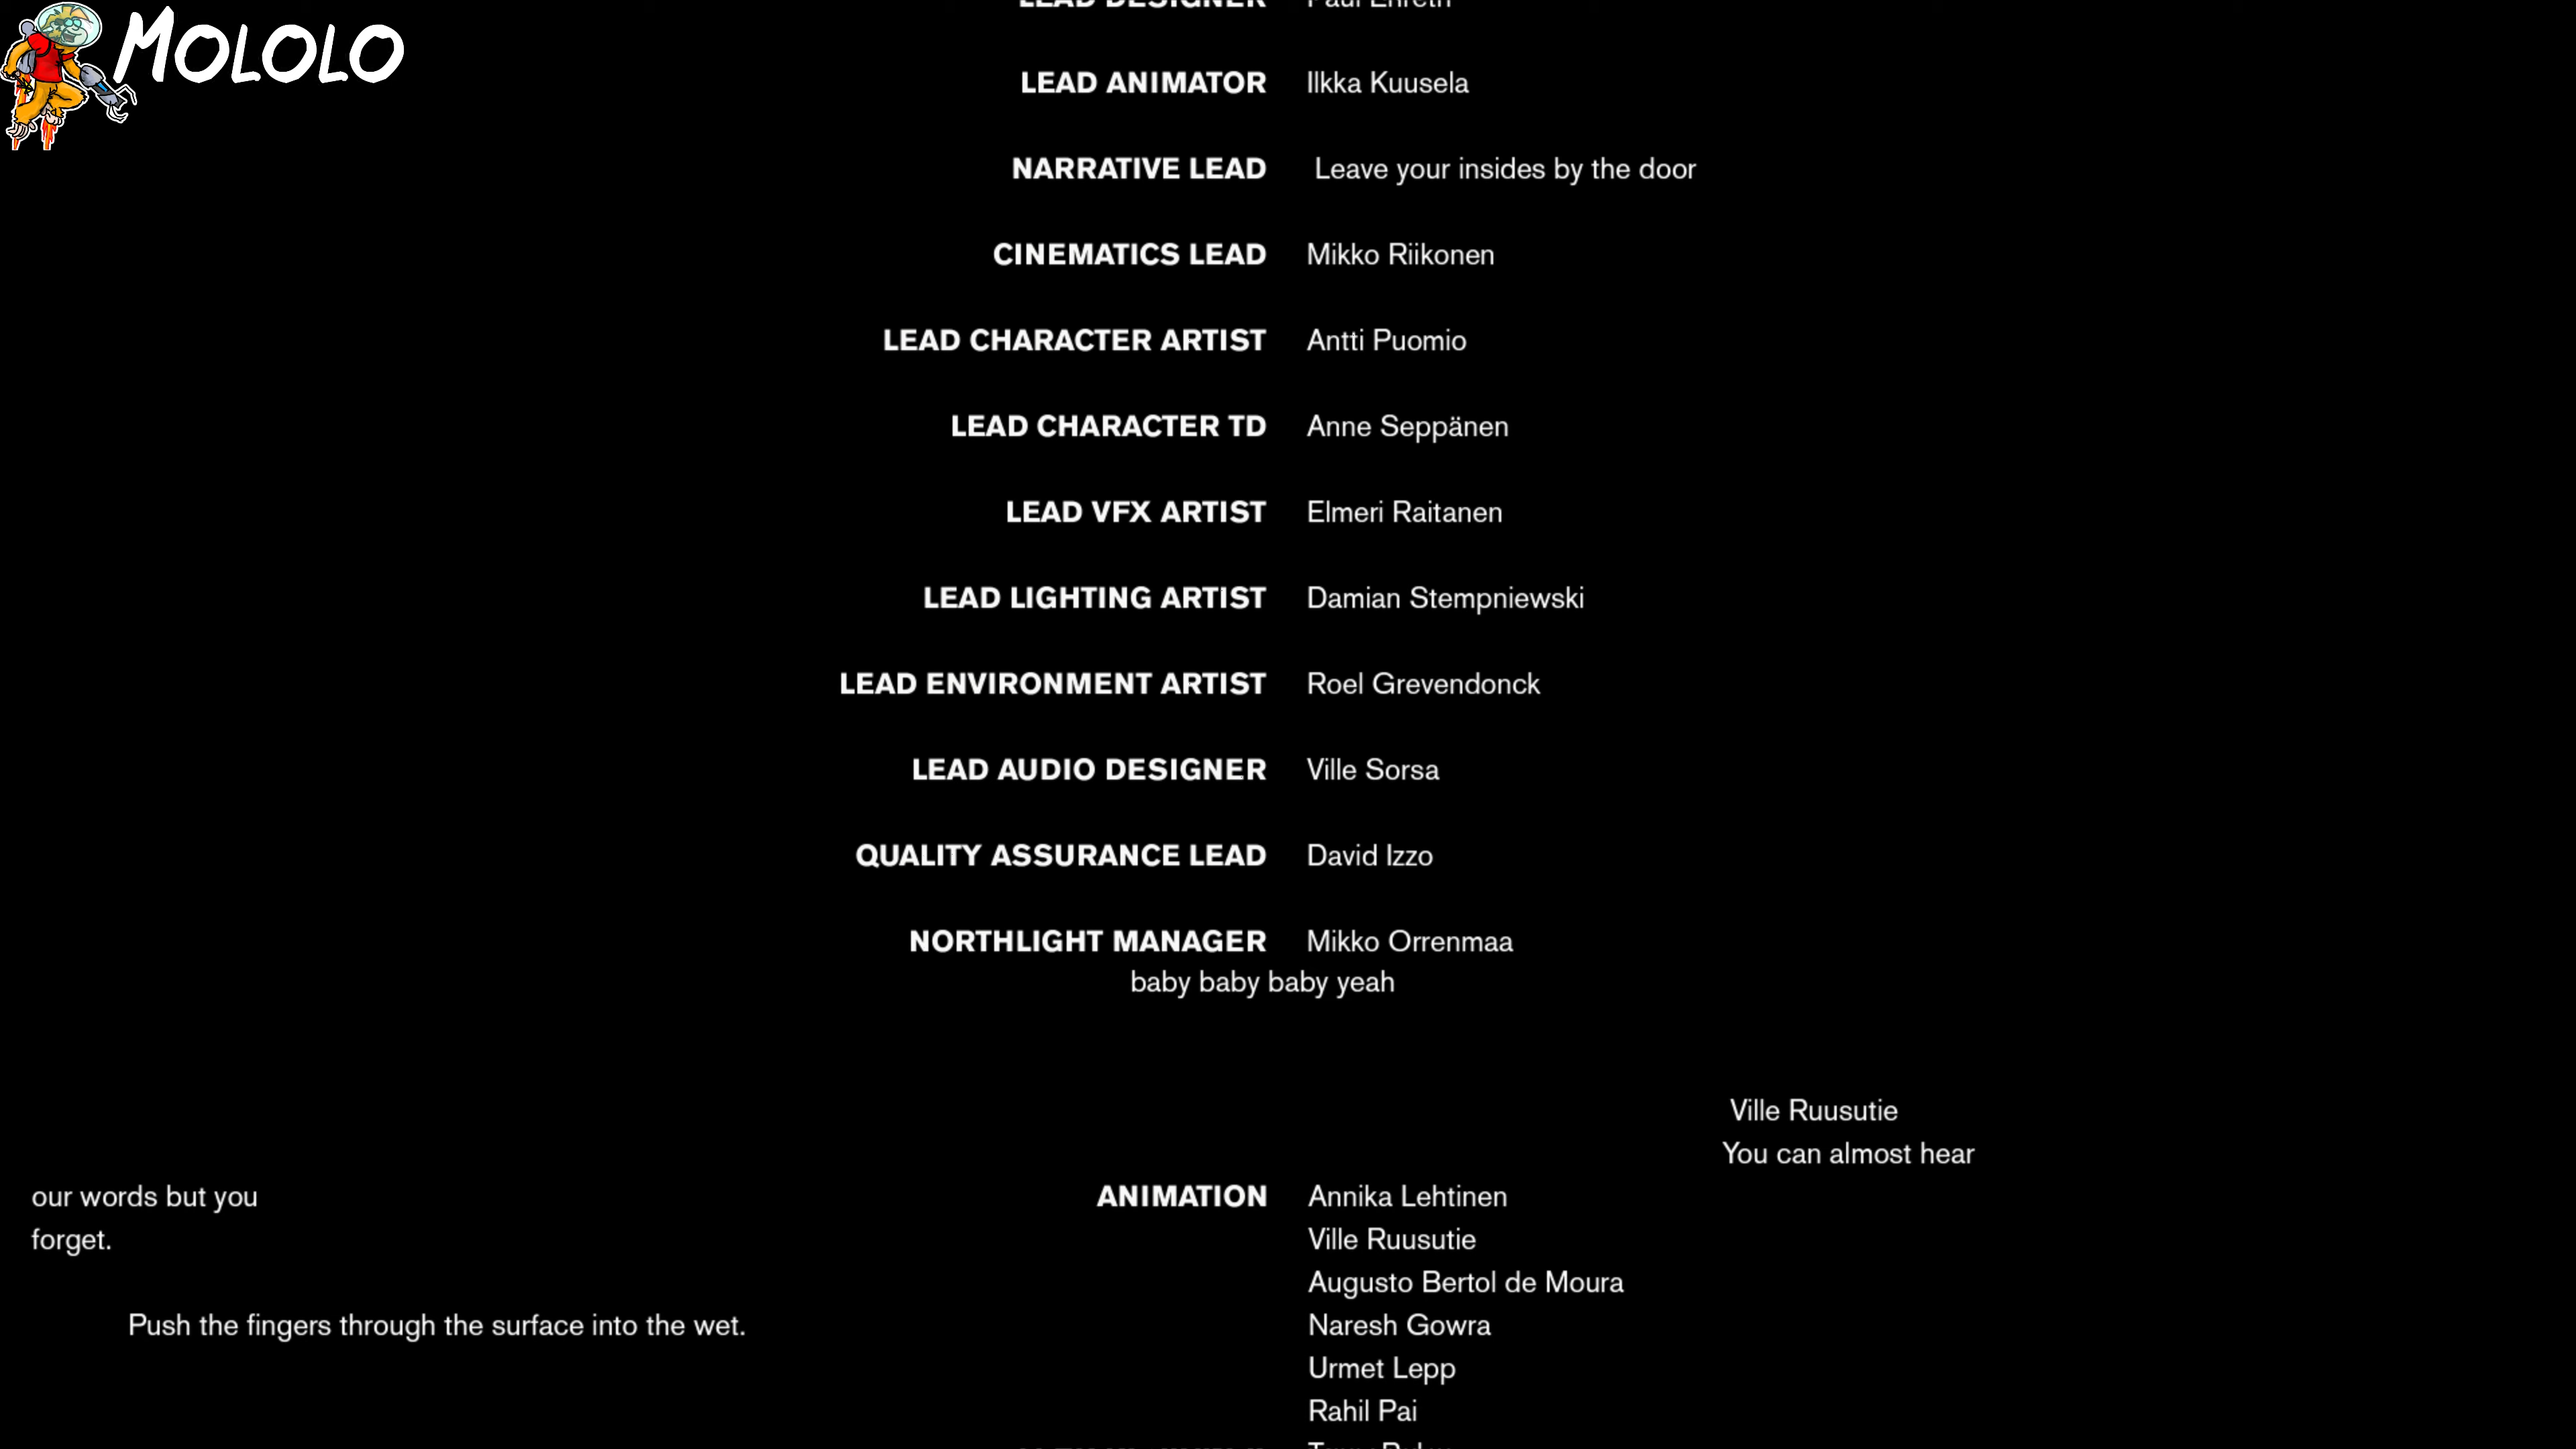 MOLOLO
LEAD DESIGNER Paul Ehreth
LEAD ANIMATOR Ilkka Kuusela
NARRATIVE LEAD Leave your insides by the door
CINEMATICS LEAD Mikko Riikonen
LEAD CHARACTER ARTIST Antti Puomio
LEAD CHARACTER TD Anne Seppänen
LEAD VFX ARTIST Elmeri Raitanen
LEAD LIGHTING ARTIST Damian Stempniewski
LEAD ENVIRONMENT ARTIST Roel Grevendonck
LEAD AUDIO DESIGNER Ville Sorsa
QUALITY ASSURANCE LEAD David Izzo
NORTHLIGHT MANAGER Mikko Orrenmaa
baby baby baby yeah
Ville Ruusutie
You can almost hear
our words but you
forget.
Push the fingers through the surface into the wet.
ANIMATION Annika Lehtinen
Ville Ruusutie
Augusto Bertol de Moura
Naresh Gowra
Urmet Lepp
Rahil Pai